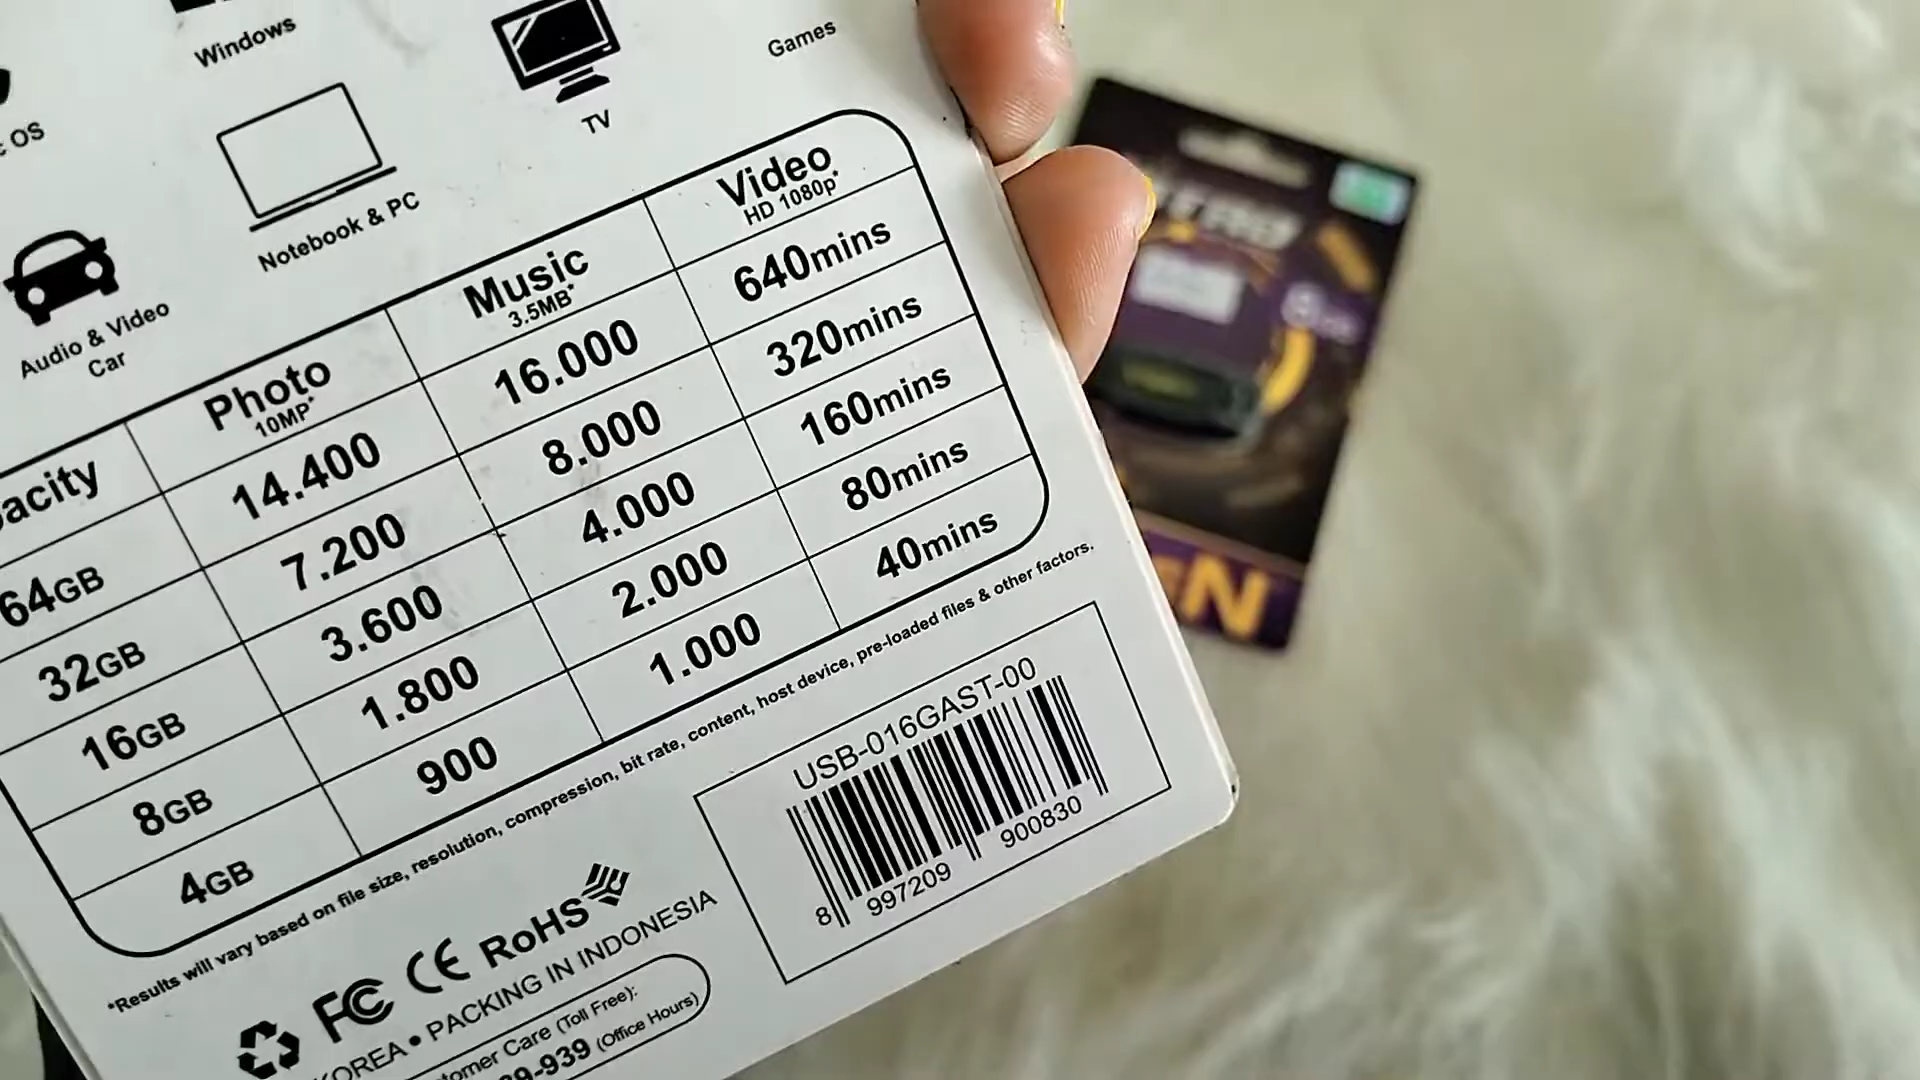 Windows
Games
OS
TV
Notebook & PC
Audio & Video
Car
Photo Music Video
10MP* 3.5MB* HD 1080p*
64GB 14.400 16.000 640mins
32GB 7.200 8.000 320mins
16GB 3.600 4.000 160mins
8GB 1.800 2.000 80mins
4GB 900 1.000 40mins
*Results will vary based on file size, resolution, compression, bit rate, content, host device, pre-loaded files & other factors.
USB-016GAST-00
8 997209 900830
FC CE RoHS
KOREA • PACKING IN INDONESIA
Care (Toll Free):
9-939 (Office Hours)